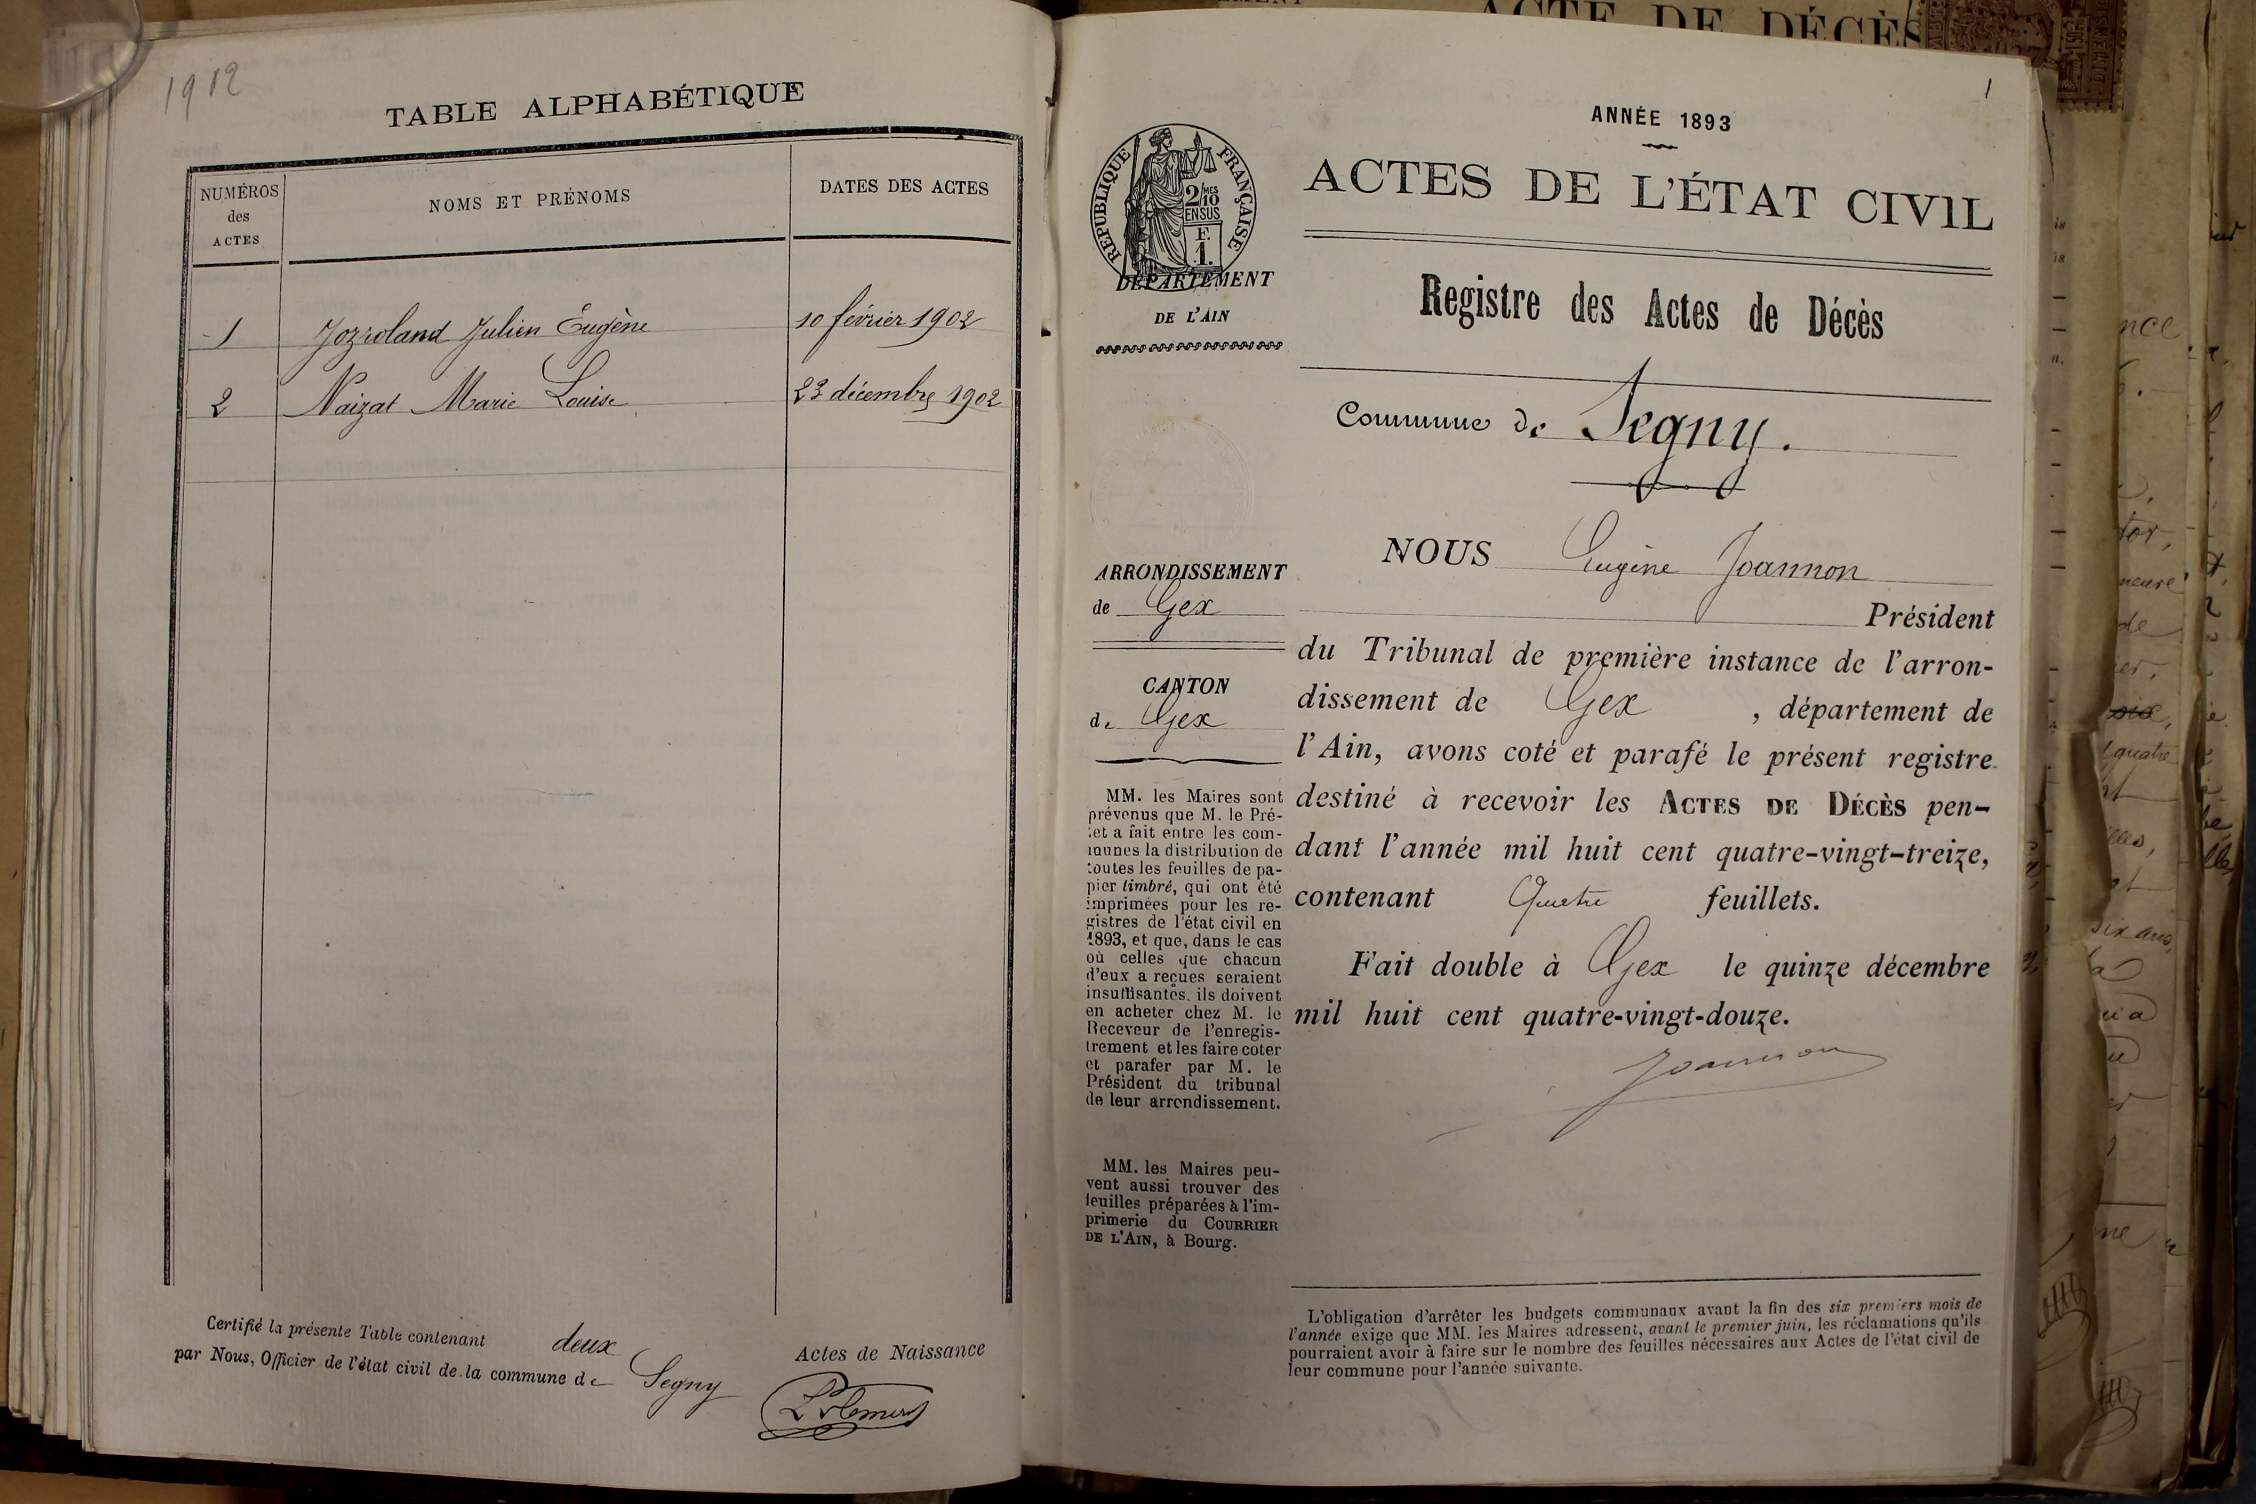 1912
TABLE ALPHABÉTIQUE
NUMÉROS
des
ACTES
NOMS ET PRÉNOMS
DATES DES ACTES
1 Julien Eugène 10 février 1902
2 Naizat Marie Louise 23 décembre 1902
Certifié la présente Table contenant deux Actes de Naissance
par Nous, Officier de l'état civil de la commune de Segny
ACTE DE DÉCÈS
1
RÉPUBLIQUE FRANÇAISE
2/10
MES
EN SUS
F.
1.
DÉPARTEMENT
DE L'AIN
ARRONDISSEMENT
de Gex
CANTON
de Gex
MM. les Maires sont
prévenus que M. le Pré-
fet a fait entre les com-
munes la distribution de
toutes les feuilles de pa-
pier timbré, qui ont été
imprimées pour les re-
gistres de l'état civil en
1893, et que, dans le cas
où celles que chacun
d'eux a reçues seraient
insuffisantes, ils doivent
en acheter chez M. le
Receveur de l'enregis-
trement et les faire coter
et parafer par M. le
Président du tribunal
de leur arrondissement.
MM. les Maires peu-
vent aussi trouver des
feuilles préparées à l'im-
primerie du COURRIER
DE L'AIN, à Bourg.
ANNÉE 1893
ACTES DE L'ÉTAT CIVIL
Registre des Actes de Décès
Commune de Segny.
NOUS Eugène Joannon
Président
du Tribunal de première instance de l'arron-
dissement de Gex, département de
l'Ain, avons coté et parafé le présent registre
destiné à recevoir les ACTES DE DÉCÈS pen-
dant l'année mil huit cent quatre-vingt-treize,
contenant Quatre feuillets.
Fait double à Gex le quinze décembre
mil huit cent quatre-vingt-douze.
Joannon
L'obligation d'arrêter les budgets communaux avant la fin des six premiers mois de
l'année exige que MM. les Maires adressent, avant le premier juin, les réclamations qu'ils
pourraient avoir à faire sur le nombre des feuilles nécessaires aux Actes de l'état civil de
leur commune pour l'année suivante.